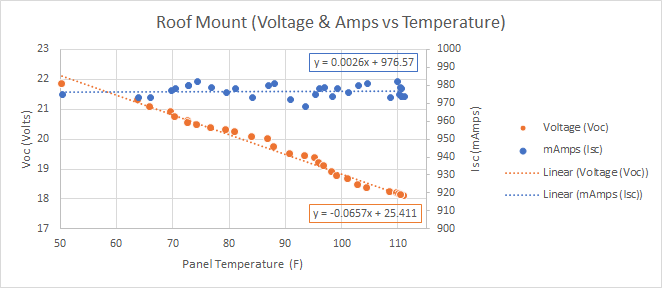 Roof Mount (Voltage & Amps vs Temperature)
23
22
21
20
19
18
17
Voc (Volts)
50
60
70
80
90
100
110
Panel Temperature (F)
1000
990
980
970
960
950
940
930
920
910
900
Isc(mAmps)
y = 0.0026x + 976.57
y = -0.0657x + 25.411
Voltage (Voc)
mAmps (Isc)
Linear (Voltage (Voc))
Linear (mAmps (Isc))